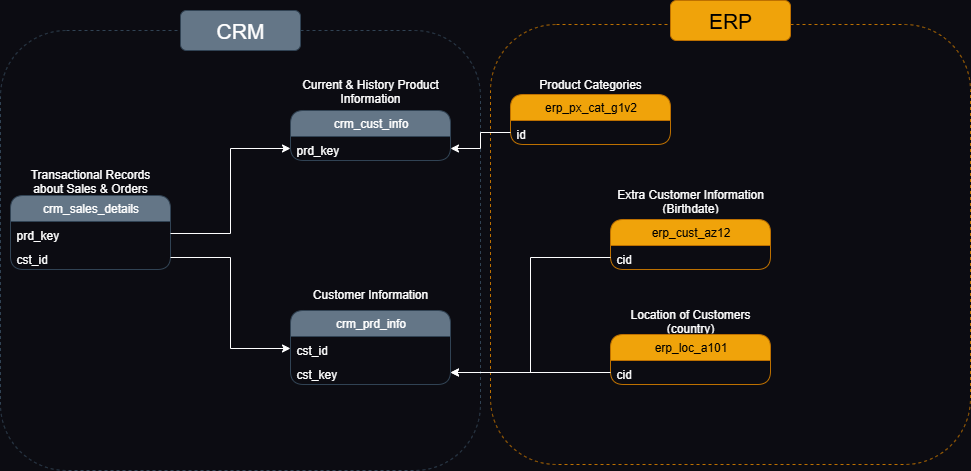 CRM
ERP
Current & History Product
Information
crm_cust_info
prd_key
Product Categories
erp_px_cat_g1v2
id
Transactional Records
about Sales & Orders
crm_sales_details
prd_key
cst_id
Extra Customer Information
(Birthdate)
erp_cust_az12
cid
Customer Information
crm_prd_info
cst_id
cst_key
Location of Customers
(country)
erp_loc_a101
cid